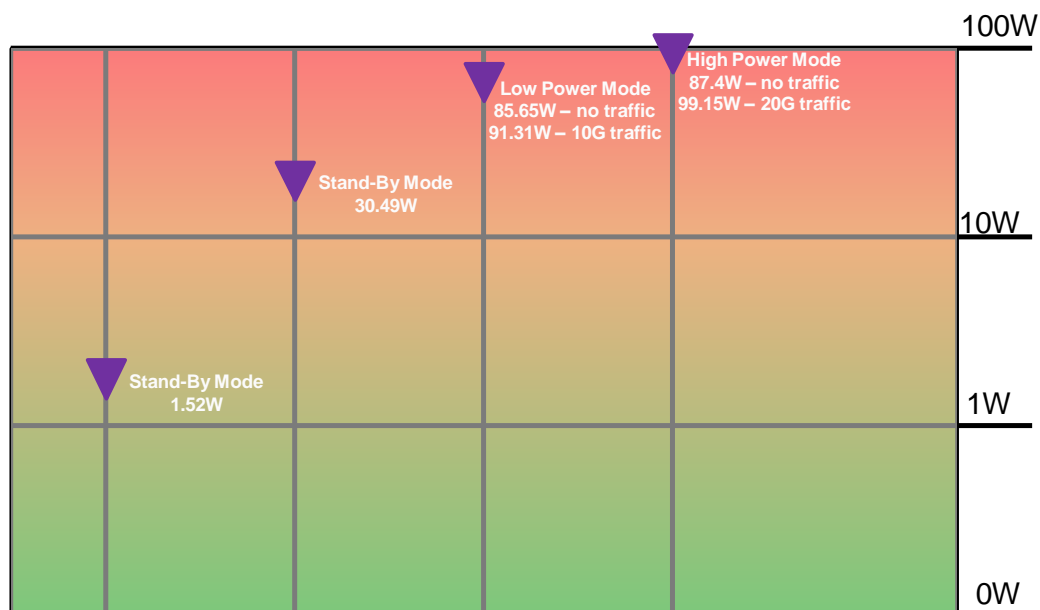 100W
High Power Mode
87.4W – no traffic
99.15W – 20G traffic
Low Power Mode
85.65W – no traffic
91.31W – 10G traffic
Stand-By Mode
30.49W
10W
Stand-By Mode
1.52W
1W
0W